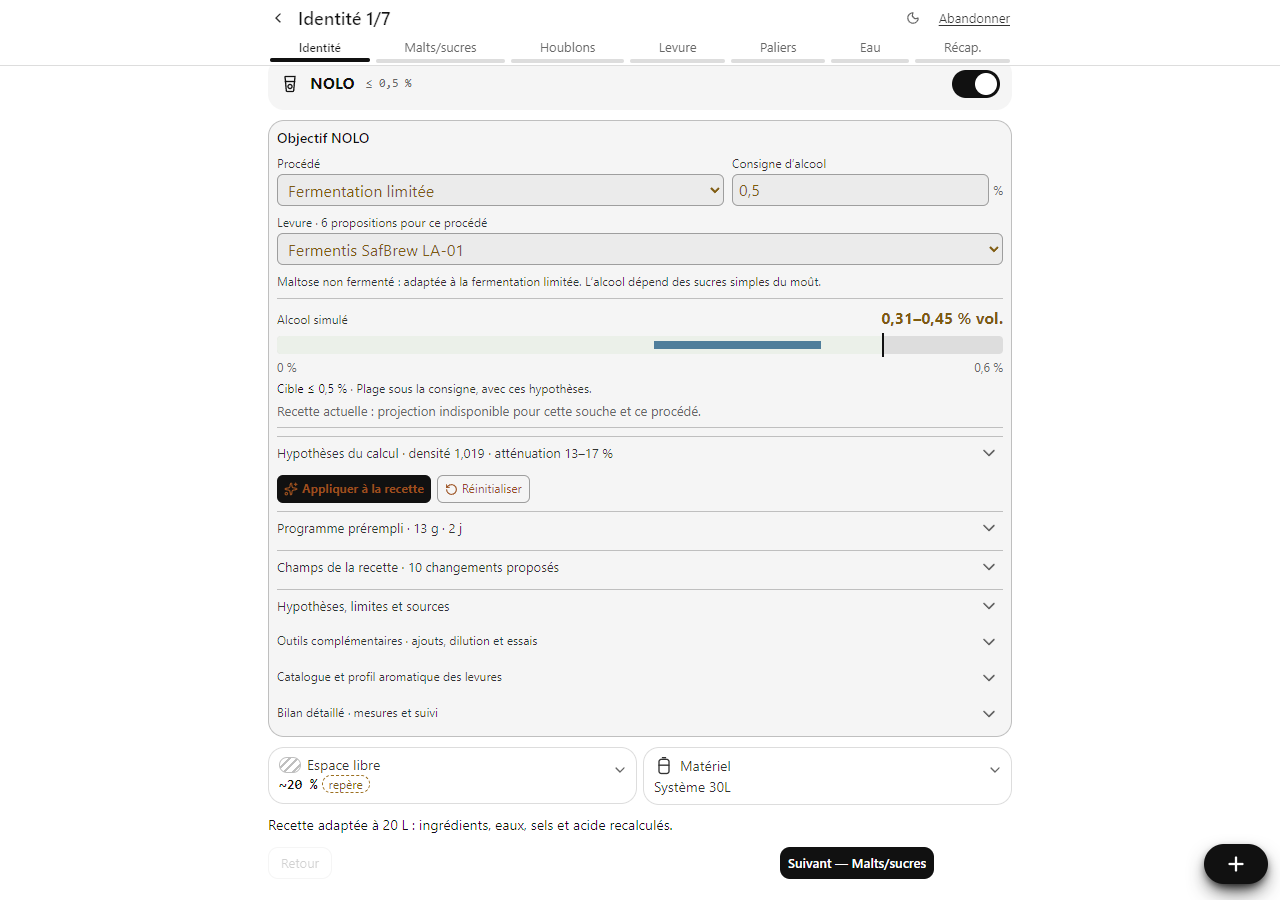 Identité 1/7
Abandonner
Identité
Malts/sucres
Houblons
Levure
Paliers
Eau
Récap.
NOLO ≤ 0,5 %
Objectif NOLO
Procédé
Consigne d’alcool
Fermentation limitée
0,5
%
Levure · 6 propositions pour ce procédé
Fermentis SafBrew LA-01
Maltose non fermenté : adaptée à la fermentation limitée. L’alcool dépend des sucres simples du moût.
Alcool simulé
0,31–0,45 % vol.
0 %
0,6 %
Cible ≤ 0,5 % · Plage sous la consigne, avec ces hypothèses.
Recette actuelle : projection indisponible pour cette souche et ce procédé.
Hypothèses du calcul · densité 1,019 · atténuation 13–17 %
Appliquer à la recette
Réinitialiser
Programme prérempli · 13 g · 2 j
Champs de la recette · 10 changements proposés
Hypothèses, limites et sources
Outils complémentaires · ajouts, dilution et essais
Catalogue et profil aromatique des levures
Bilan détaillé · mesures et suivi
Espace libre
~20 % repère
Matériel
Système 30L
Recette adaptée à 20 L : ingrédients, eaux, sels et acide recalculés.
Retour
Suivant — Malts/sucres